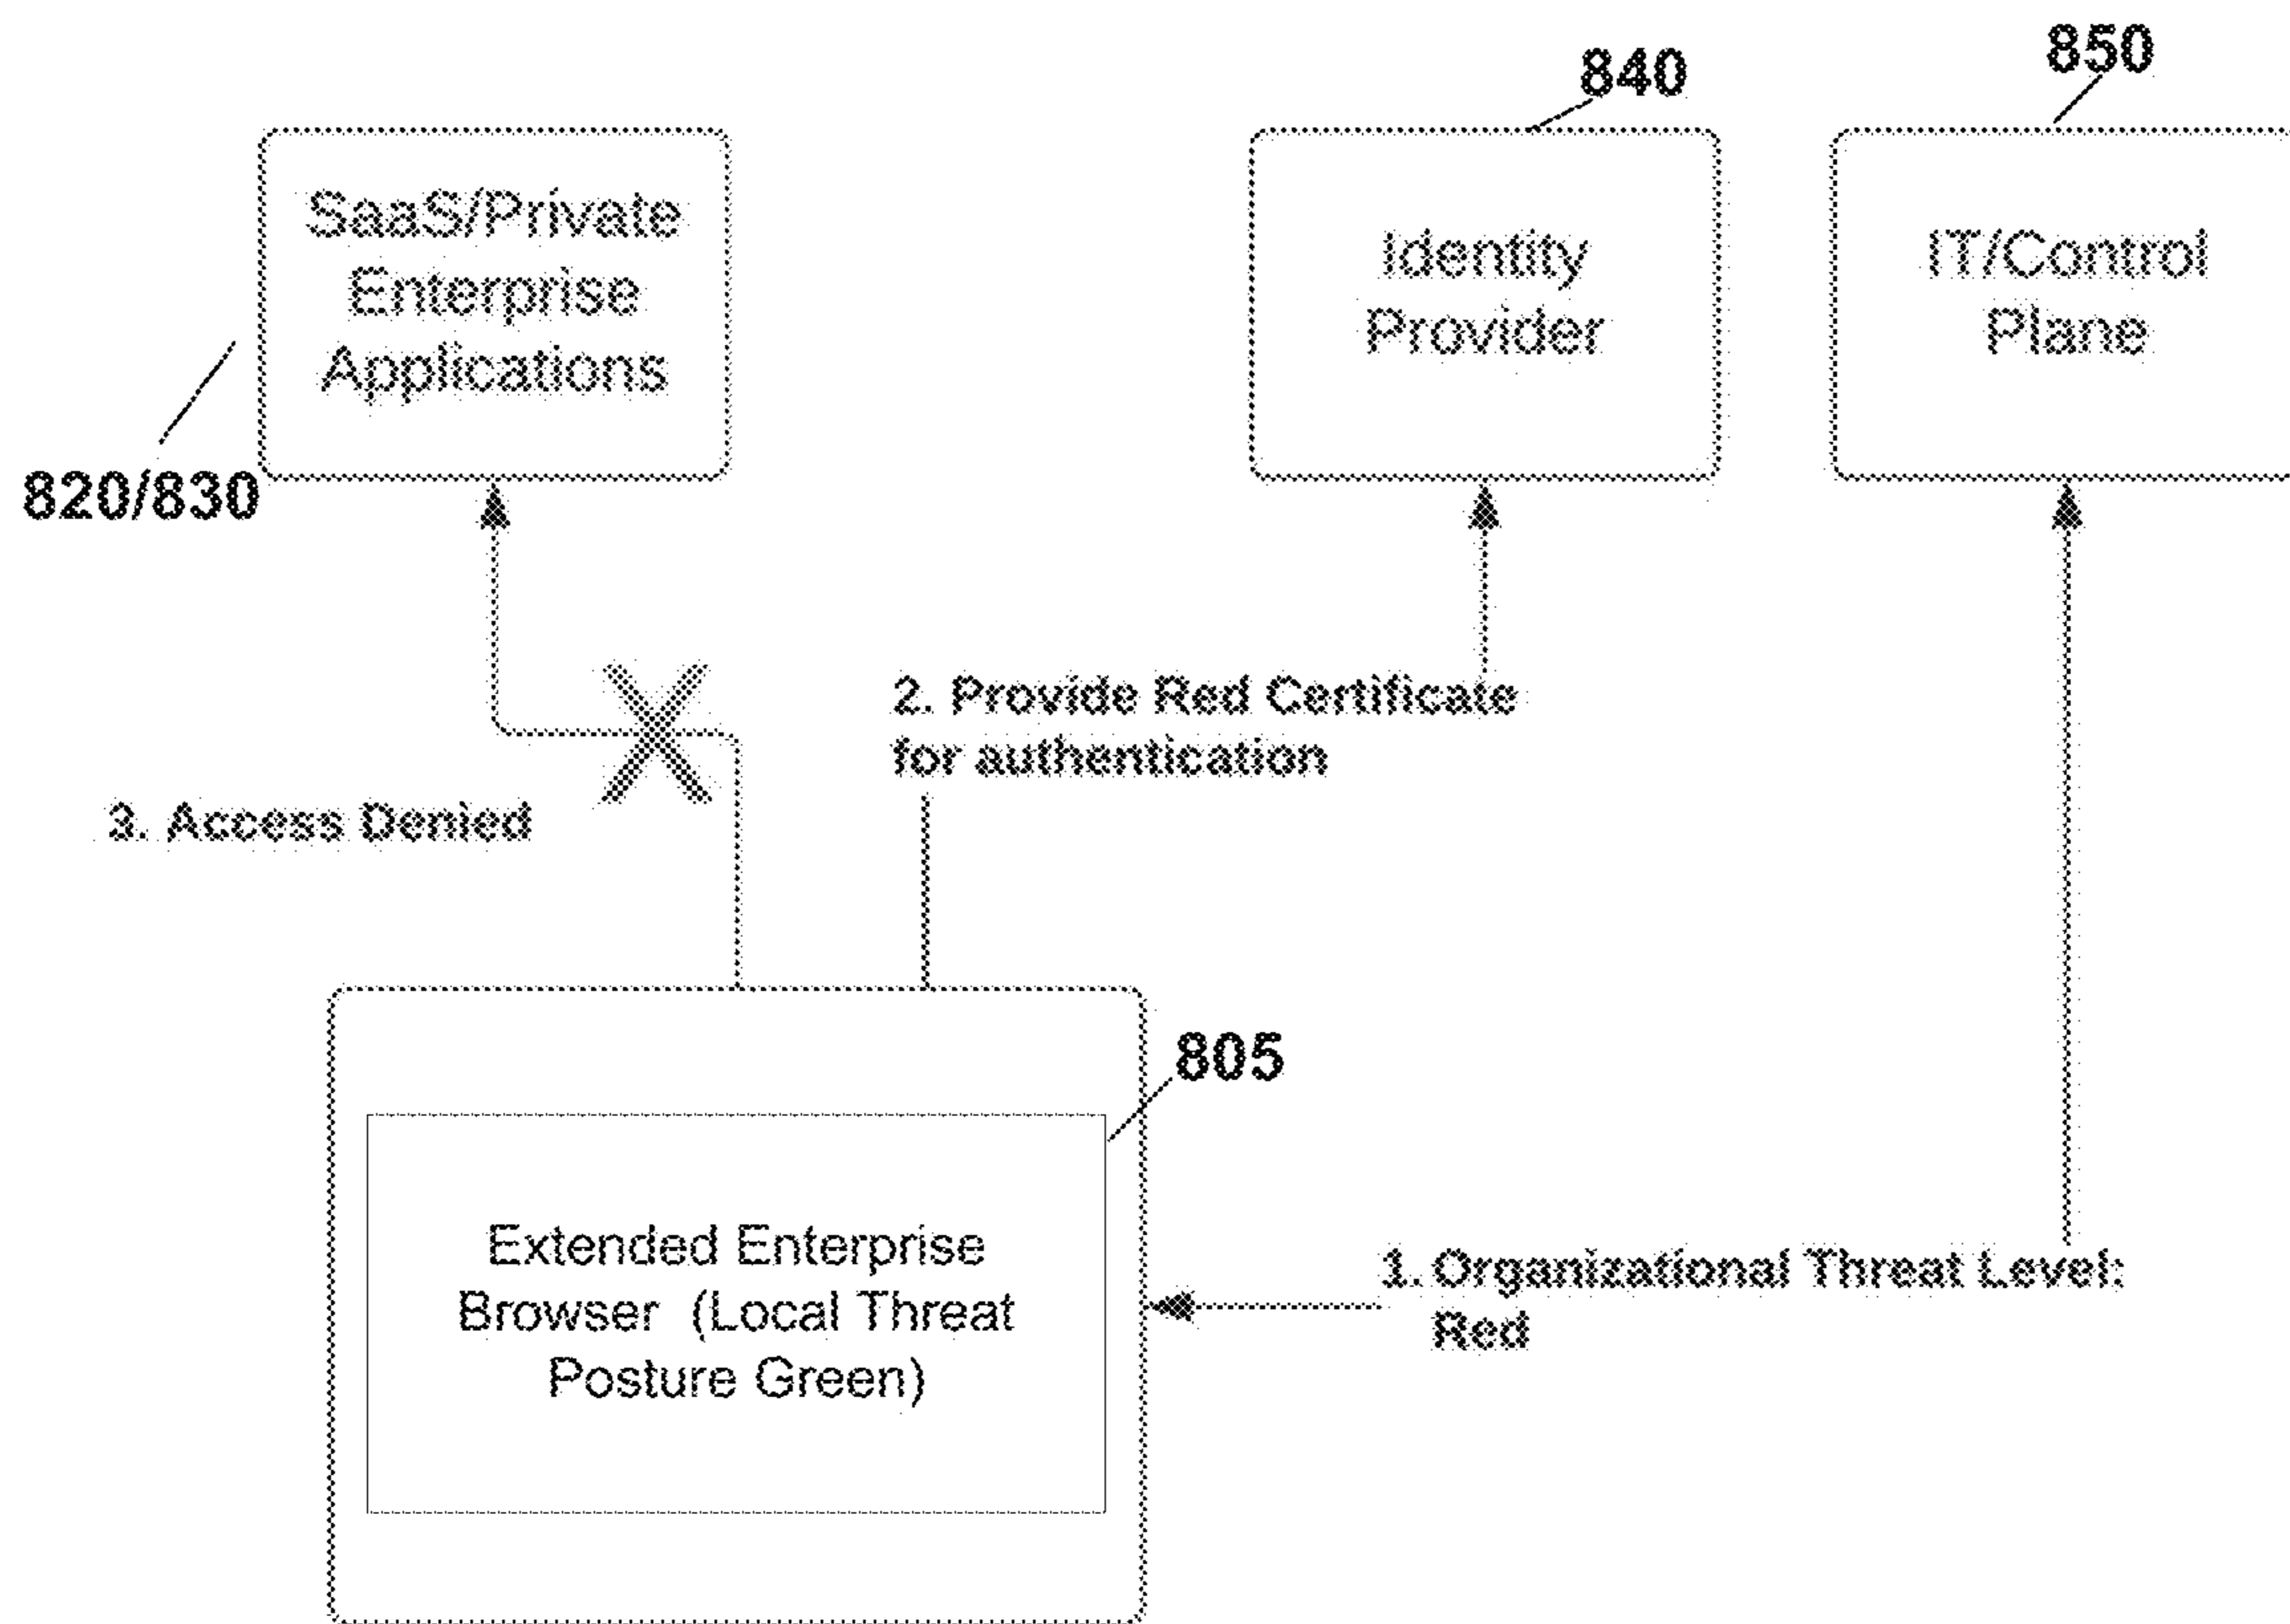 840
850
SaaS/Private
Enterprise
Applications
Identity
Provider
IT/Control
Plane
820/830
2. Provide Red Certificate
for authentication
3. Access Denied
805
Extended Enterprise
Browser (Local Threat
Posture Green)
1. Organizational Threat Level:
Red